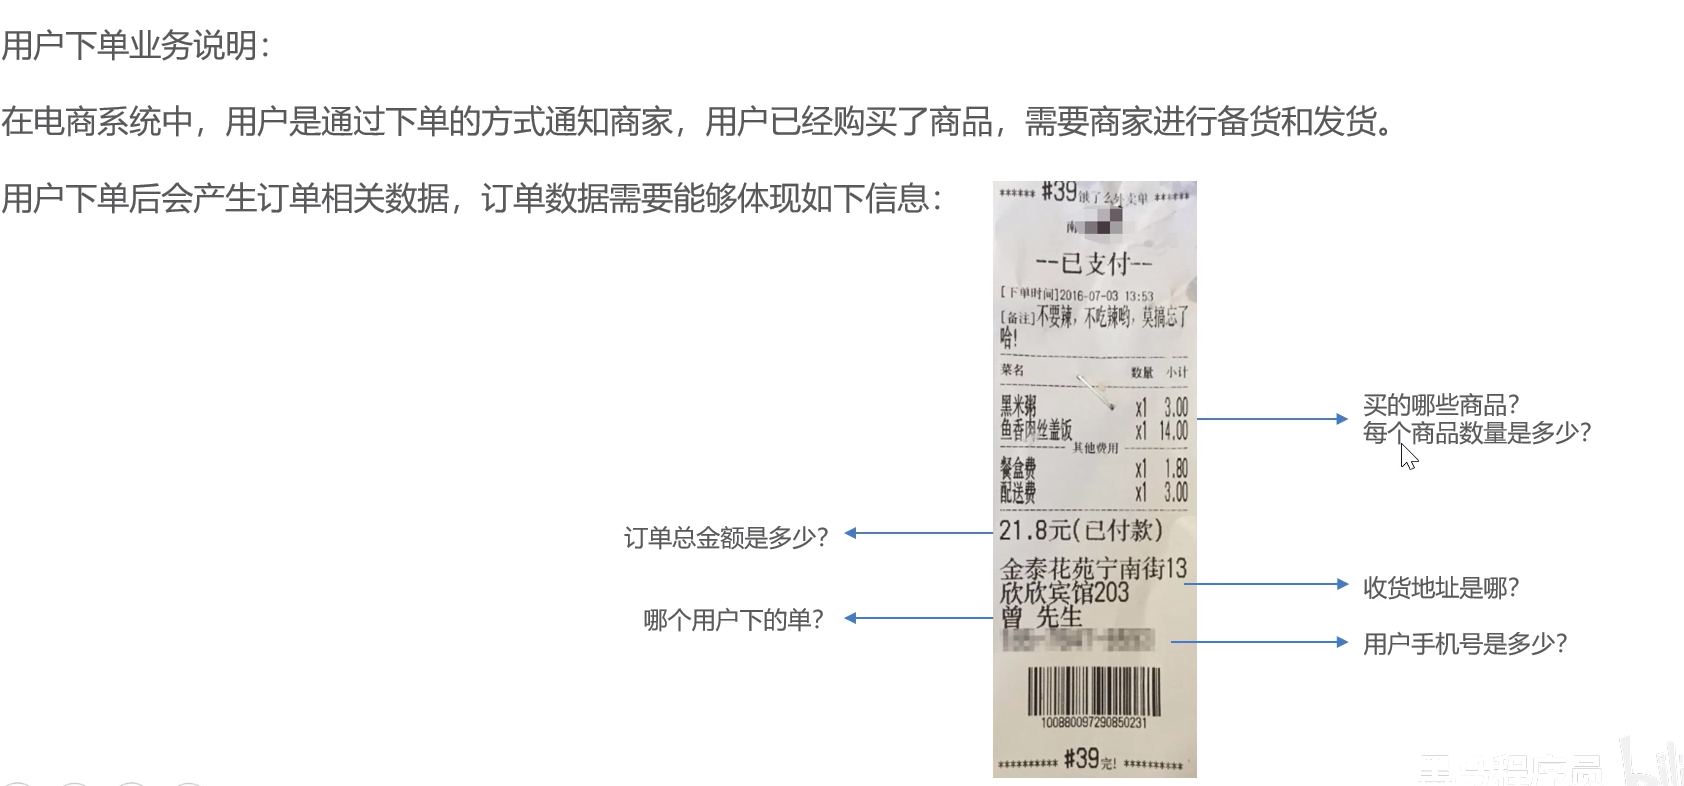 用户下单业务说明：
在电商系统中，用户是通过下单的方式通知商家，用户已经购买了商品，需要商家进行备货和发货。
用户下单后会产生订单相关数据，订单数据需要能够体现如下信息：
****** #39饿了么外卖单 ******
南
--已支付--
[下单时间]2016-07-03 13:53
[备注]不要辣，不吃辣哟，莫搞忘了
哈！
菜名 数量 小计
黑米粥 x1 3.00
鱼香肉丝盖饭 x1 14.00
其他费用
餐盒费 x1 1.80
配送费 x1 3.00
21.8元(已付款)
金泰花苑宁南街13
欣欣宾馆203
曾 先生
100880097290850231
********** #39完! **********
买的哪些商品？
每个商品数量是多少？
订单总金额是多少？
收货地址是哪？
哪个用户下的单？
用户手机号是多少？